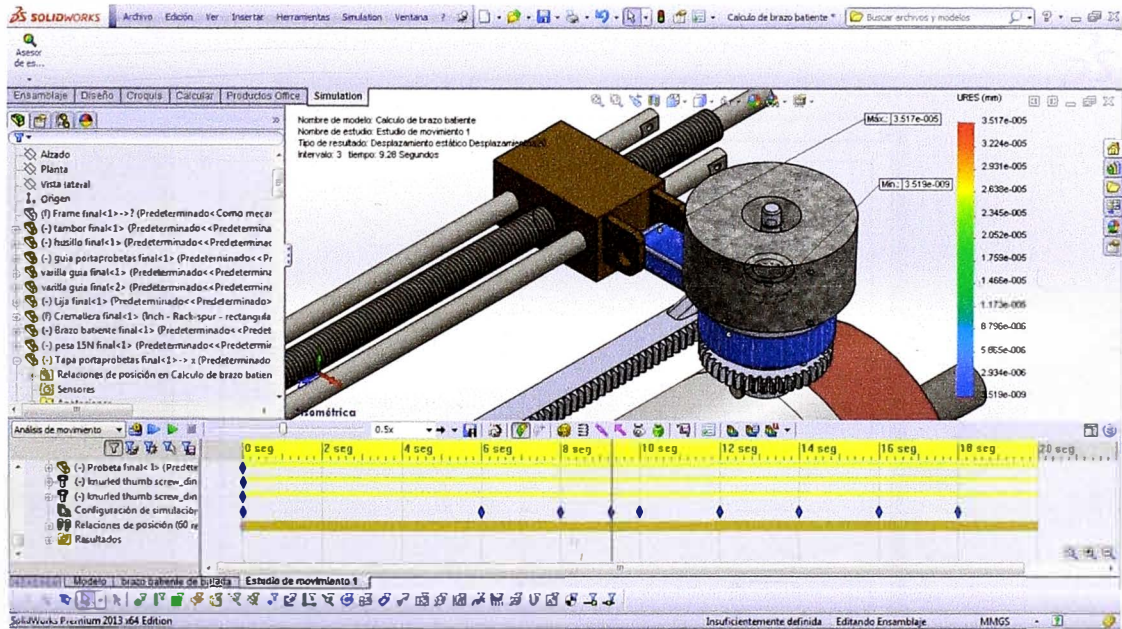 SOLIDWORKS Archivo Edición Ver Insertar Herramientas Simulation Ventana ? Calculo de brazo batiente * Buscar archivos y modelos
Asesor
de es...
Ensamblaje Diseño Croquis Calcular Productos Office Simulation
Nombre de modelo: Calculo de brazo batiente
Nombre de estudio: Estudio de movimiento 1
Tipo de resultado: Desplazamiento estático
Intervalo: 3 tiempo: 9.28 Segundos
URES (mm)
3.517e-005
3.224e-005
2.931e-005
2.638e-005
2.345e-005
2.052e-005
1.759e-005
1.466e-005
1.173e-005
8.796e-006
5.865e-006
2.934e-006
3.519e-009
Máx.: 3.517e-005
Mín.: 3.519e-009
Alzado
Planta
Vista lateral
Origen
(f) Frame final<1>->? (Predeterminado<Como mecar
(-) tambor final<1> (Predeterminado<<Predetermina
(-) husillo final<1> (Predeterminado<<Predeterminac
(-) guia portaprobetas final<1> (Predeterminado<<Pr
varilla guia final<1> (Predeterminado<<Predetermina
varilla guia final<2> (Predeterminado<<Predetermina
(-) Lija final<1> (Predeterminado<<Predeterminado>
(f) Cremallera final<1> (Inch - Rack-spur - rectangula
(-) Brazo batiente final<1> (Predeterminado<<Predet
(-) pesa 15N final<1> (Predeterminado<<Predetermir
(-) Tapa portaprobetas final<1>-> x (Predeterminado
Relaciones de posición en Calculo de brazo batien
Sensores
Análisis de movimiento 0.5x
0 seg 2 seg 4 seg 6 seg 8 seg 10 seg 12 seg 14 seg 16 seg 18 seg 20 seg
(-) Probeta final<1> (Predete
(-) knurled thumb screw_din
(-) knurled thumb screw_din
Configuración de simulación
Relaciones de posición (60 re
Resultados
Modelo brazo batiente de bajada Estudio de movimiento 1
SolidWorks Premium 2013 x64 Edition Insuficientemente definida Editando Ensamblaje MMGS